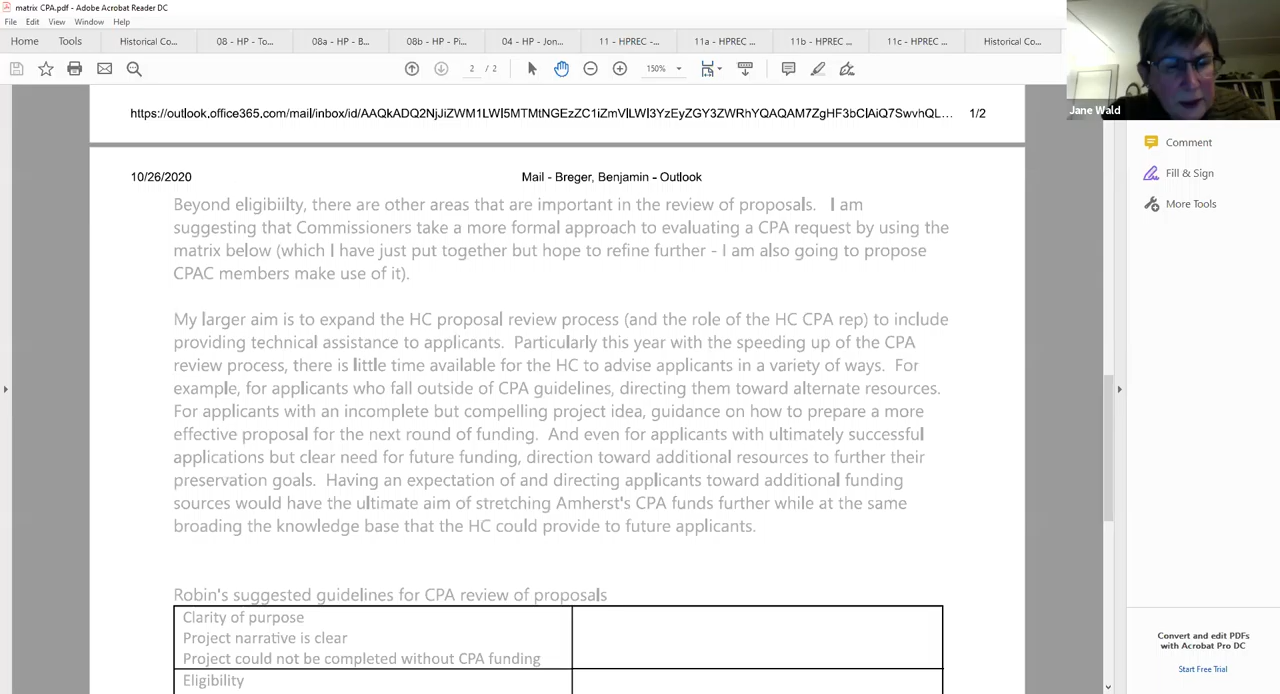 matrix CPA.pdf - Adobe Acrobat Reader DC
File Edit View Window Help
Home Tools Historical Co... 08 - HP - To... 08a - HP - B... 08b - HP - Pi... 04 - HP - Jon... 11 - HPREC -... 11a - HPREC ... 11b - HPREC ... 11c - HPREC ... Historical Co...
2 / 2 150%
Jane Wald
https://outlook.office365.com/mail/inbox/id/AAQkADQ2NjJiZWM1LWI5MTMtNGEzZC1iZmVlLWI3YzEyZGY3ZWRhYQAQAM7ZgHF3bClAiQ7SwvhQL... 1/2
10/26/2020 Mail - Breger, Benjamin - Outlook
Beyond eligibiilty, there are other areas that are important in the review of proposals. I am
suggesting that Commissioners take a more formal approach to evaluating a CPA request by using the
matrix below (which I have just put together but hope to refine further - I am also going to propose
CPAC members make use of it).
My larger aim is to expand the HC proposal review process (and the role of the HC CPA rep) to include
providing technical assistance to applicants. Particularly this year with the speeding up of the CPA
review process, there is little time available for the HC to advise applicants in a variety of ways. For
example, for applicants who fall outside of CPA guidelines, directing them toward alternate resources.
For applicants with an incomplete but compelling project idea, guidance on how to prepare a more
effective proposal for the next round of funding. And even for applicants with ultimately successful
applications but clear need for future funding, direction toward additional resources to further their
preservation goals. Having an expectation of and directing applicants toward additional funding
sources would have the ultimate aim of stretching Amherst's CPA funds further while at the same
broading the knowledge base that the HC could provide to future applicants.
Robin's suggested guidelines for CPA review of proposals
Clarity of purpose
Project narrative is clear
Project could not be completed without CPA funding
Eligibility
Comment
Fill & Sign
More Tools
Convert and edit PDFs
with Acrobat Pro DC
Start Free Trial